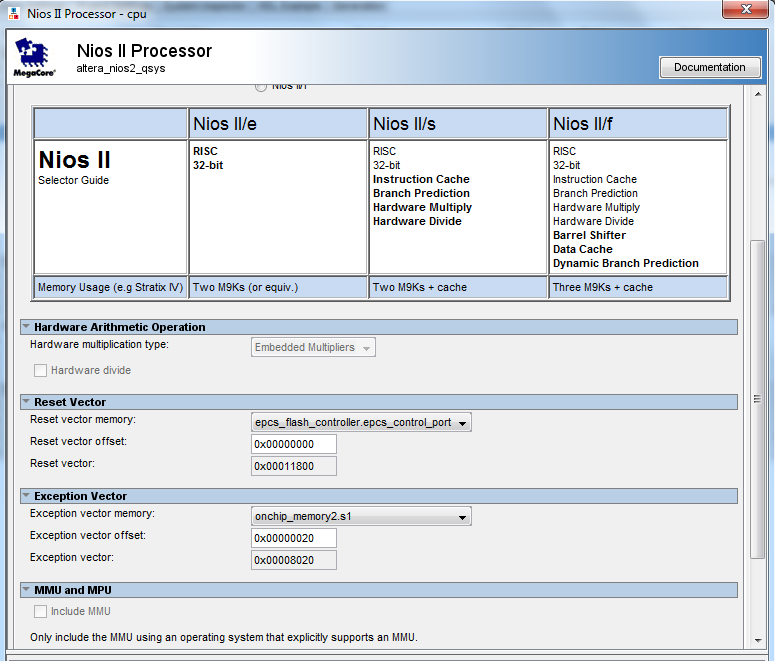 Nios II Processor - cpu
MegaCore®
Nios II Processor
altera_nios2_qsys
Documentation
Nios II/f
Nios II/e
Nios II/s
Nios II/f
Nios II
Selector Guide
RISC
32-bit
RISC
32-bit
Instruction Cache
Branch Prediction
Hardware Multiply
Hardware Divide
RISC
32-bit
Instruction Cache
Branch Prediction
Hardware Multiply
Hardware Divide
Barrel Shifter
Data Cache
Dynamic Branch Prediction
Memory Usage (e.g Stratix IV)
Two M9Ks (or equiv.)
Two M9Ks + cache
Three M9Ks + cache
Hardware Arithmetic Operation
Hardware multiplication type:
Embedded Multipliers
Hardware divide
Reset Vector
Reset vector memory:
epcs_flash_controller.epcs_control_port
Reset vector offset:
0x00000000
Reset vector:
0x00011800
Exception Vector
Exception vector memory:
onchip_memory2.s1
Exception vector offset:
0x00000020
Exception vector:
0x00008020
MMU and MPU
Include MMU
Only include the MMU using an operating system that explicitly supports an MMU.